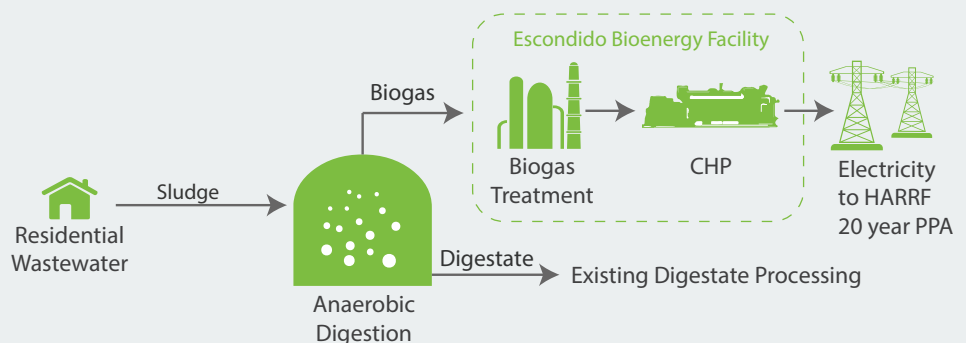 Escondido Bioenergy Facility
Biogas
Biogas
Treatment
CHP
Electricity
to HARRF
20 year PPA
Sludge
Residential
Wastewater
Digestate
Existing Digestate Processing
Anaerobic
Digestion